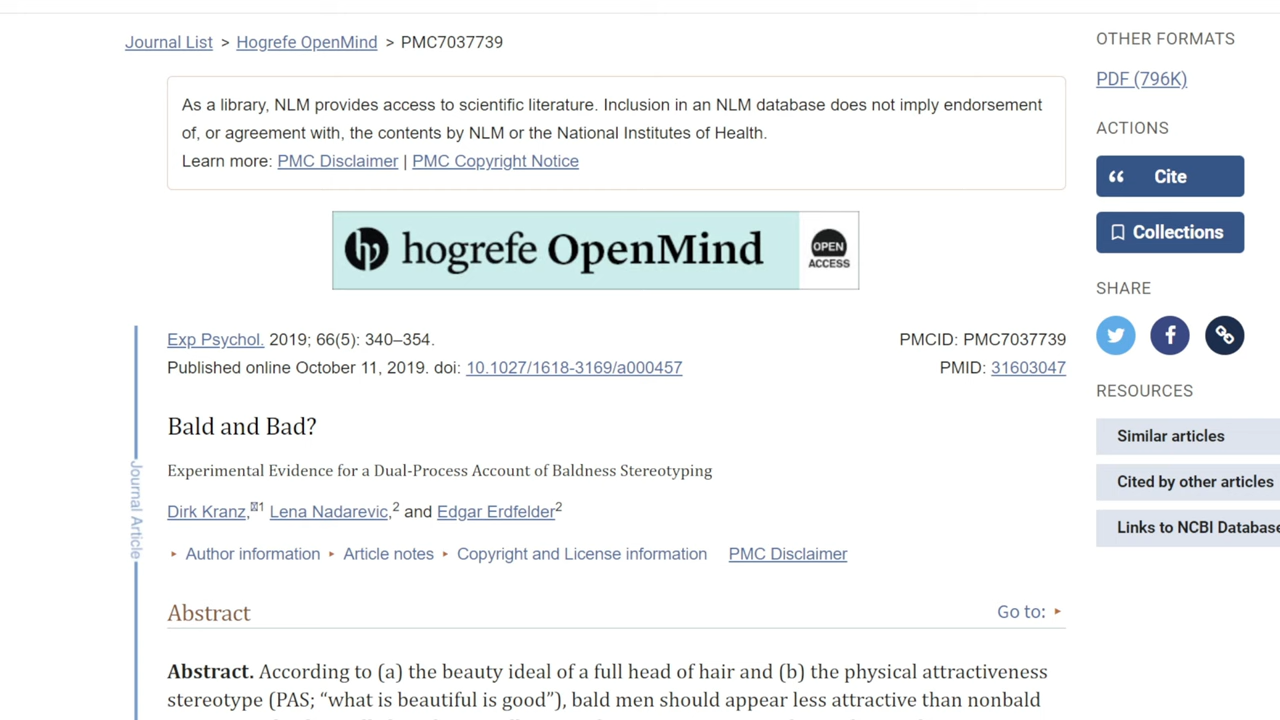 Journal List > Hogrefe OpenMind > PMC7037739
As a library, NLM provides access to scientific literature. Inclusion in an NLM database does not imply endorsement
of, or agreement with, the contents by NLM or the National Institutes of Health.
Learn more: PMC Disclaimer | PMC Copyright Notice
hogrefe OpenMind
OPEN
ACCESS
Exp Psychol. 2019; 66(5): 340–354.
PMCID: PMC7037739
Published online October 11, 2019. doi: 10.1027/1618-3169/a000457
PMID: 31603047
Bald and Bad?
Experimental Evidence for a Dual-Process Account of Baldness Stereotyping
Dirk Kranz,1 Lena Nadarevic,2 and Edgar Erdfelder2
Author information Article notes Copyright and License information PMC Disclaimer
Journal Article
Abstract
Go to:
Abstract. According to (a) the beauty ideal of a full head of hair and (b) the physical attractiveness
stereotype (PAS; “what is beautiful is good”), bald men should appear less attractive than nonbald
OTHER FORMATS
PDF (796K)
ACTIONS
Cite
Collections
SHARE
RESOURCES
Similar articles
Cited by other articles
Links to NCBI Database